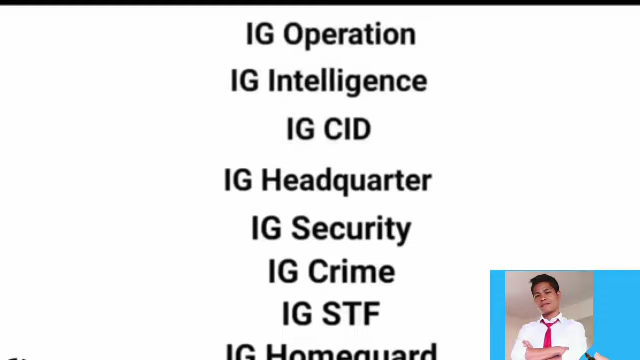 IG Operation
IG Intelligence
IG CID
IG Headquarter
IG Security
IG Crime
IG STF
IG Homeguard